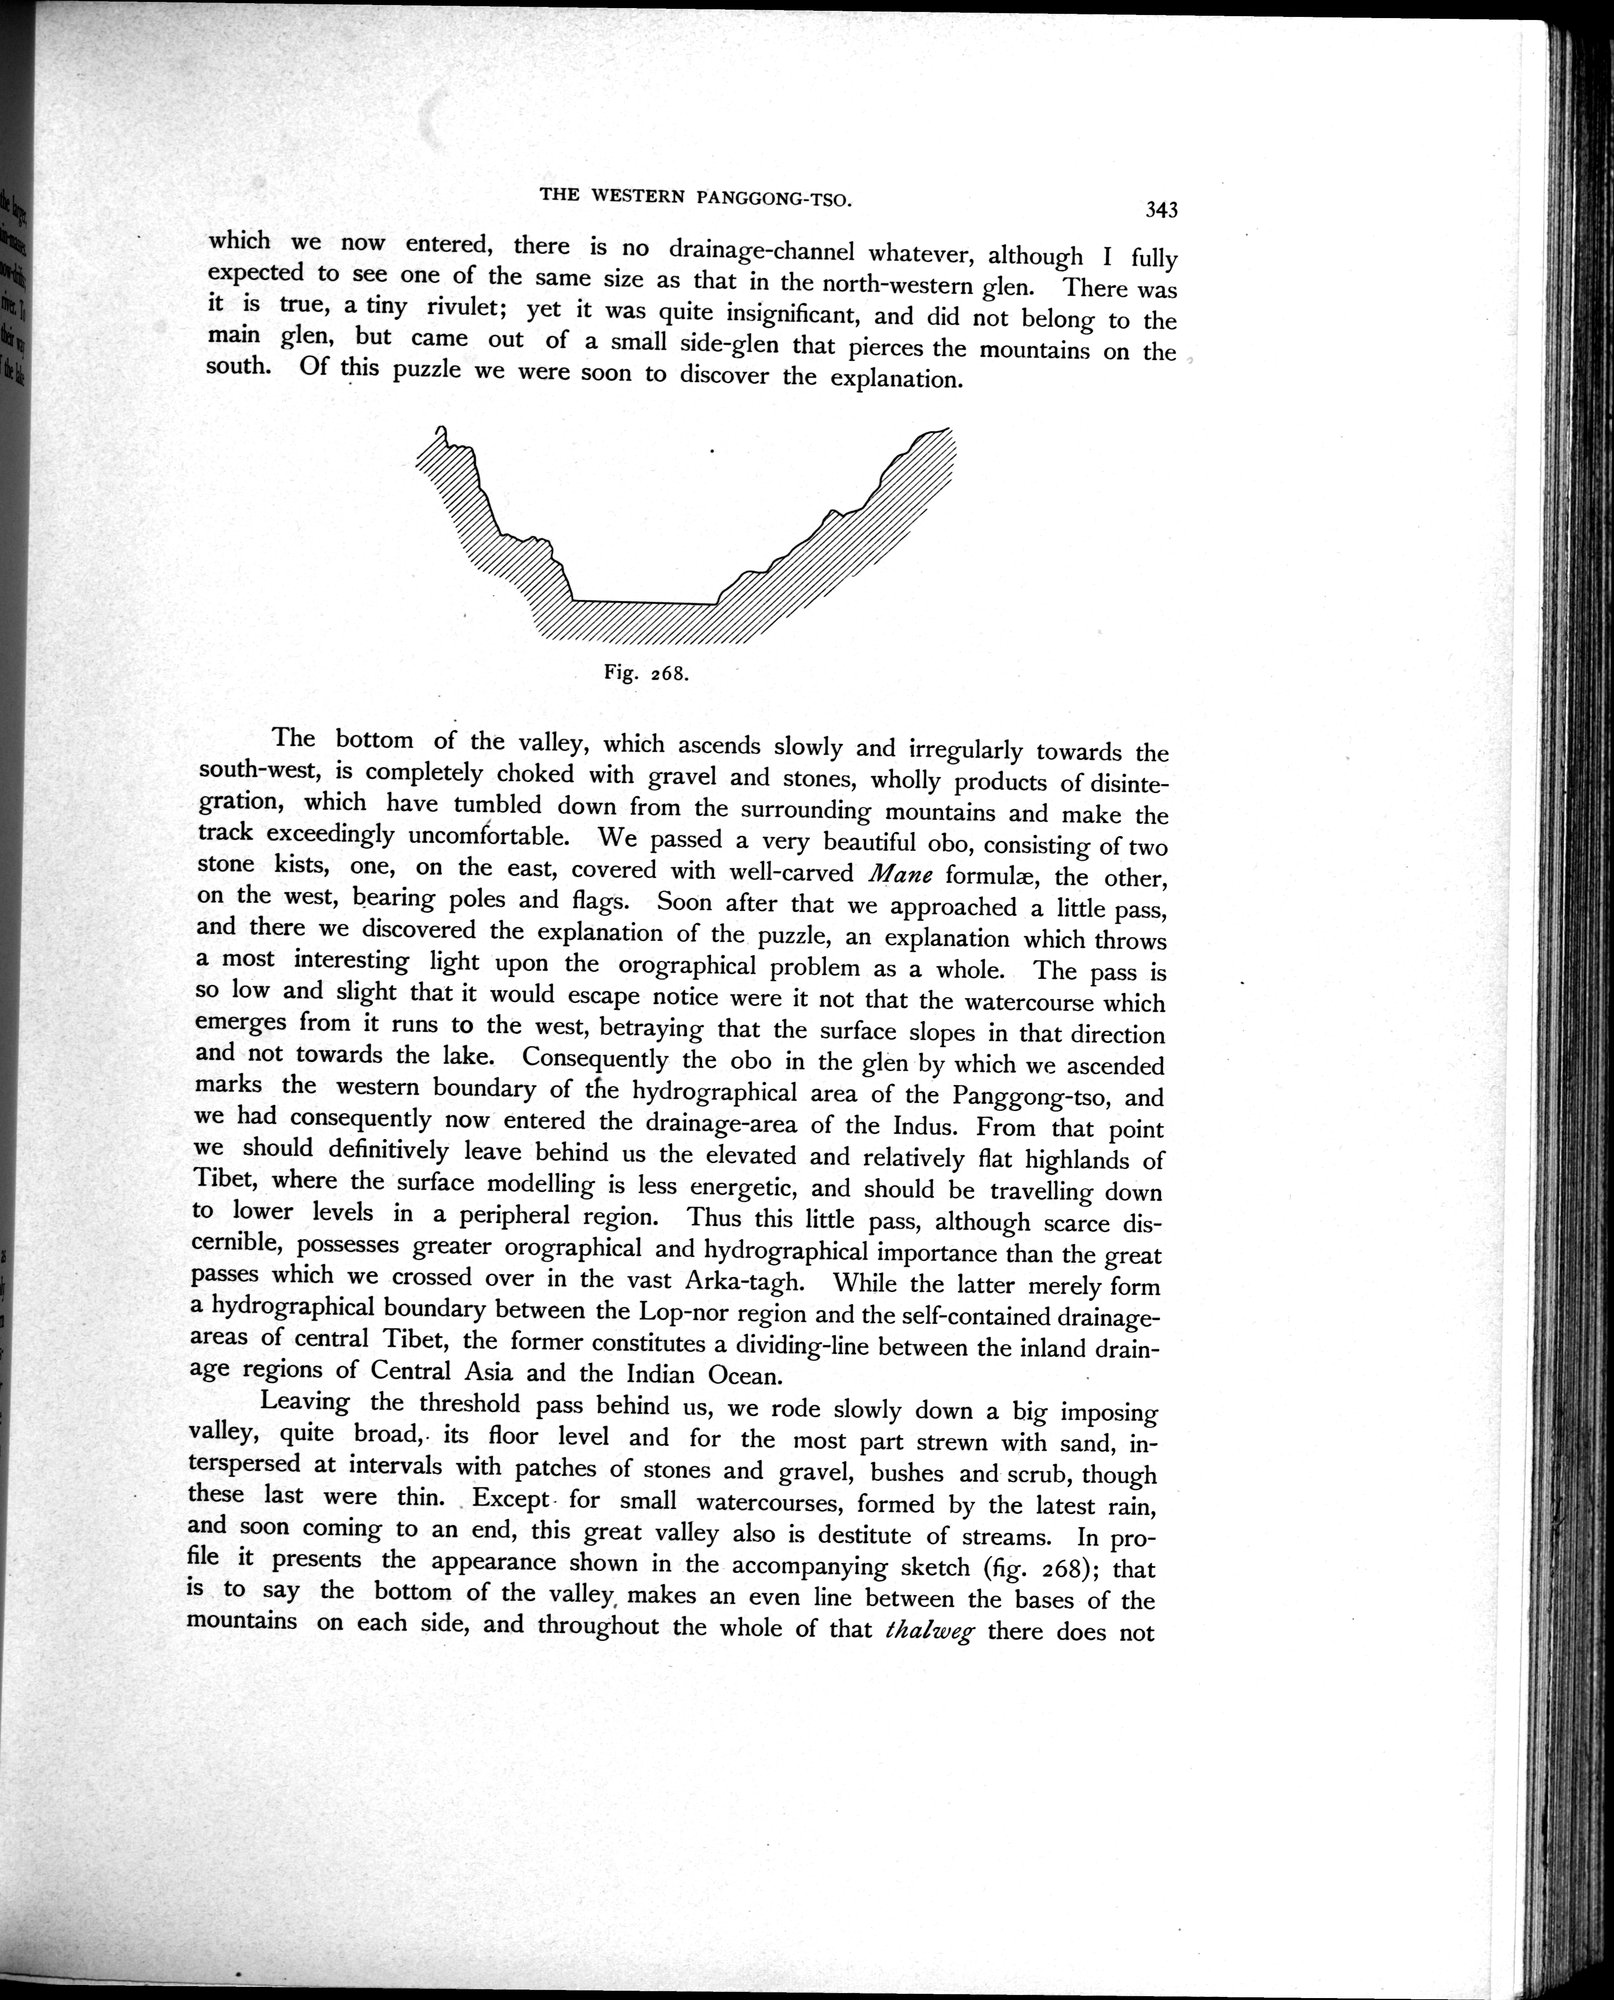 THE WESTERN PANGGONG-TSO.
343
which we now entered, there is no drainage-channel whatever, although I fully
expected to see one of the same size as that in the north-western glen. There was
it is true, a tiny rivulet; yet it was quite insignificant, and did not belong to the
main glen, but came out of a small side-glen that pierces the mountains on the
south. Of this puzzle we were soon to discover the explanation.
Fig. 268.
The bottom of the valley, which ascends slowly and irregularly towards the
south-west, is completely choked with gravel and stones, wholly products of disinte-
gration, which have tumbled down from the surrounding mountains and make the
track exceedingly uncomfortable. We passed a very beautiful obo, consisting of two
stone kists, one, on the east, covered with well-carved Mane formulæ, the other,
on the west, bearing poles and flags. Soon after that we approached a little pass,
and there we discovered the explanation of the puzzle, an explanation which throws
a most interesting light upon the orographical problem as a whole. The pass is
so low and slight that it would escape notice were it not that the watercourse which
emerges from it runs to the west, betraying that the surface slopes in that direction
and not towards the lake. Consequently the obo in the glen by which we ascended
marks the western boundary of the hydrographical area of the Panggong-tso, and
we had consequently now entered the drainage-area of the Indus. From that point
we should definitively leave behind us the elevated and relatively flat highlands of
Tibet, where the surface modelling is less energetic, and should be travelling down
to lower levels in a peripheral region. Thus this little pass, although scarce dis-
cernible, possesses greater orographical and hydrographical importance than the great
passes which we crossed over in the vast Arka-tagh. While the latter merely form
a hydrographical boundary between the Lop-nor region and the self-contained drainage-
areas of central Tibet, the former constitutes a dividing-line between the inland drain-
age regions of Central Asia and the Indian Ocean.
Leaving the threshold pass behind us, we rode slowly down a big imposing
valley, quite broad, its floor level and for the most part strewn with sand, in-
terspersed at intervals with patches of stones and gravel, bushes and scrub, though
these last were thin. Except for small watercourses, formed by the latest rain,
and soon coming to an end, this great valley also is destitute of streams. In pro-
file it presents the appearance shown in the accompanying sketch (fig. 268); that
is to say the bottom of the valley makes an even line between the bases of the
mountains on each side, and throughout the whole of that thalweg there does not